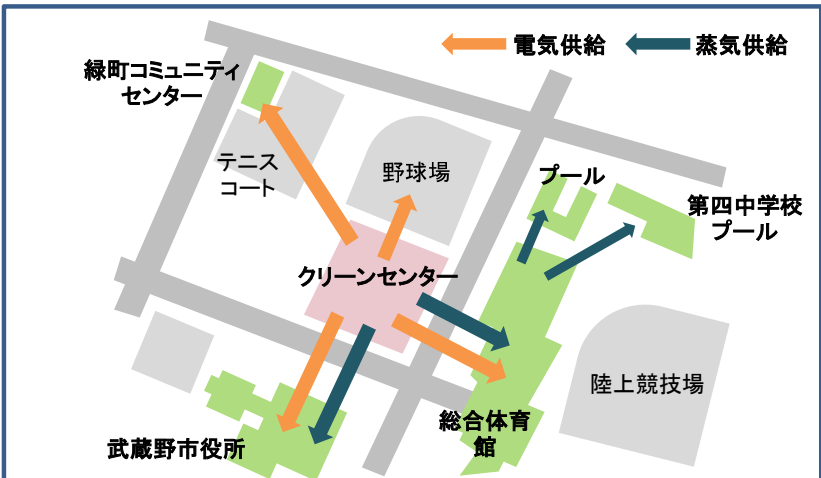 電気供給
蒸気供給
緑町コミュニティ
センター
テニス
コート
野球場
プール
第四中学校
プール
クリーンセンター
陸上競技場
総合体育
館
武蔵野市役所